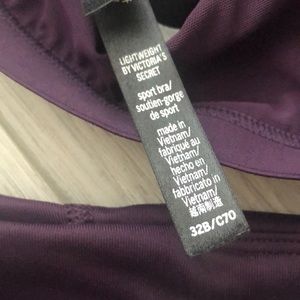 LIGHTWEIGHT
BY VICTORIA'S
SECRET
sport bra/
soutien-gorge
de sport
made in
Vietnam/
fabriqué au
Vietnam/
hecho en
Vietnam/
fabbricato in
Vietnam/
越南制造
32B/C70